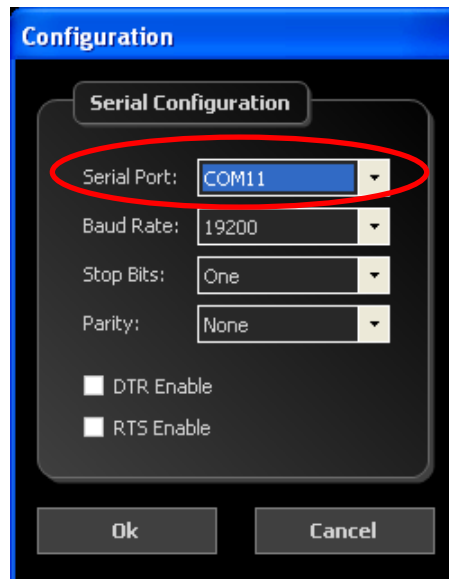 Configuration
Serial Configuration
Serial Port: COM11
Baud Rate: 19200
Stop Bits: One
Parity: None
DTR Enable
RTS Enable
Ok Cancel